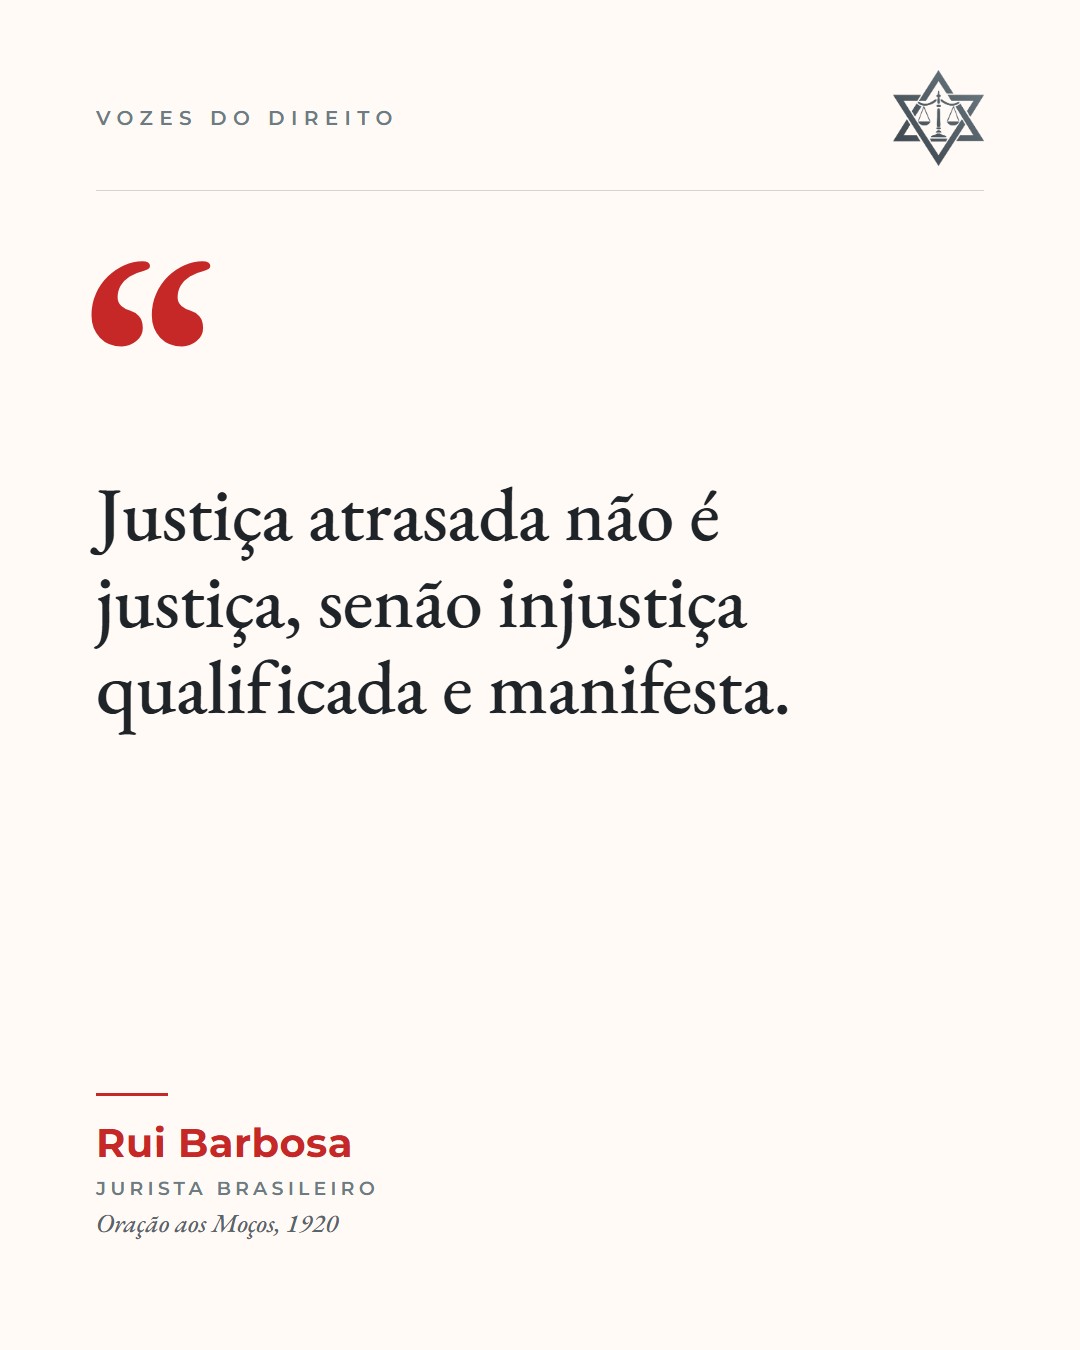 VOZES DO DIREITO
“
Justiça atrasada não é
justiça, senão injustiça
qualificada e manifesta.
Rui Barbosa
JURISTA BRASILEIRO
Oração aos Moços, 1920